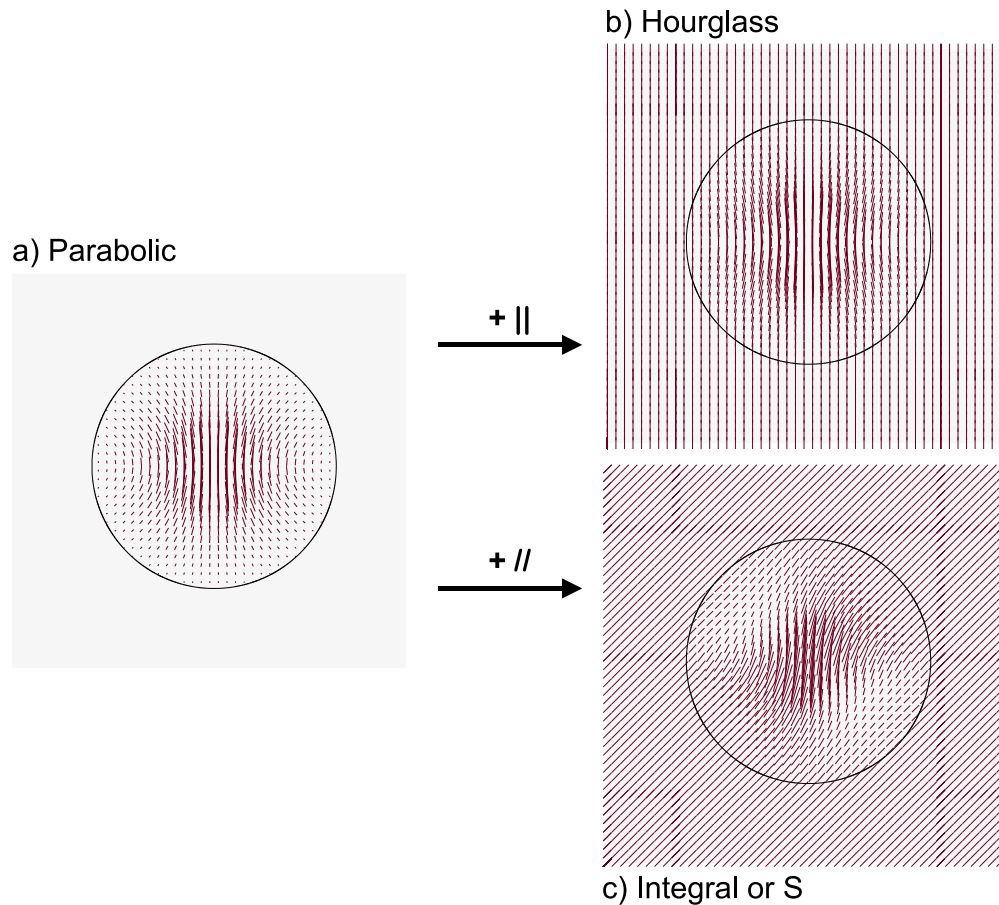 b) Hourglass
a) Parabolic
+ ||
+ //
c) Integral or S